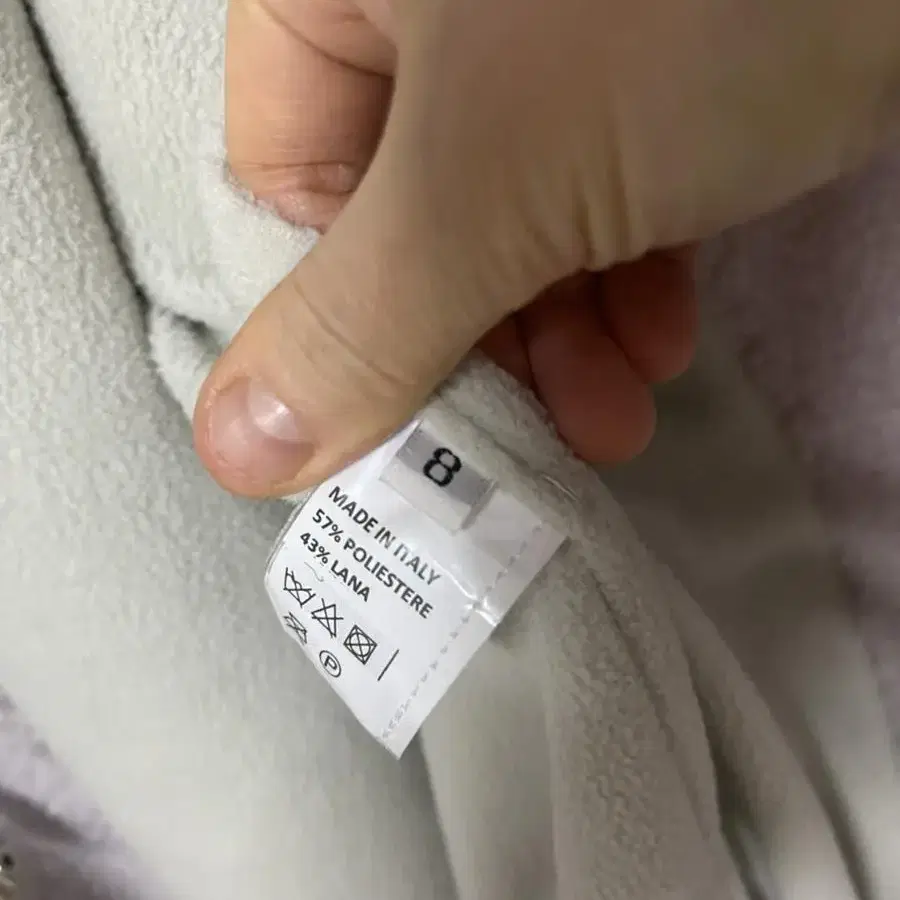 8
MADE IN ITALY
57% POLIESTERE
43% LANA
P